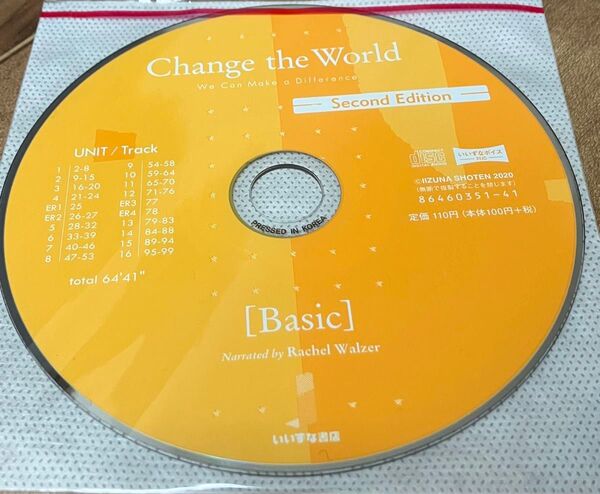 Change the World
We Can Make a Difference
Second Edition
UNIT / Track
1 2-8
2 9-15
3 16-20
4 21-24
ER1 25
ER2 26-27
5 28-32
6 33-39
7 40-46
8 47-53
9 54-58
10 59-64
11 65-70
12 71-76
ER3 77
ER4 78
13 79-83
14 84-88
15 89-94
16 95-99
total 64'41"
COMPACT disc DIGITAL AUDIO
いいずなボイス
対応
©IIZUNA SHOTEN 2020
(無断で複製することを禁じます)
86460351-41
定価 110円 (本体100円+税)
PRESSED IN KOREA
[Basic]
Narrated by Rachel Walzer
いいずな書店